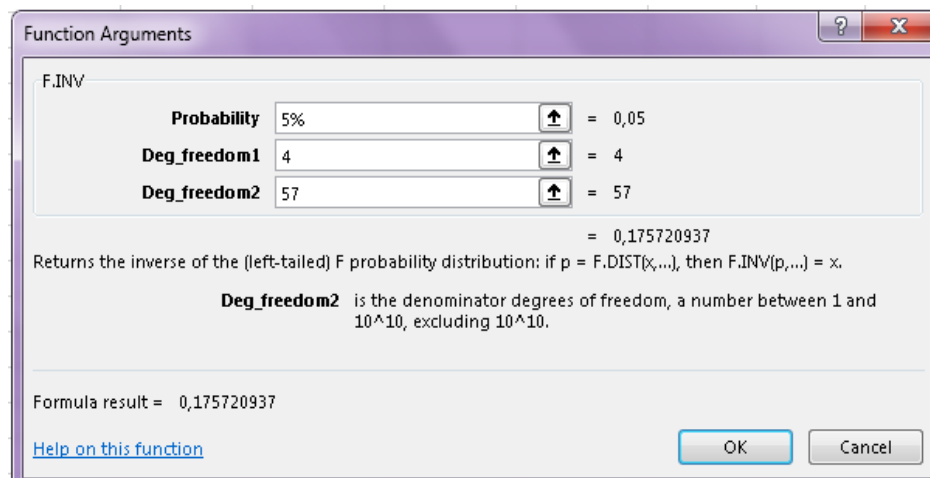 Function Arguments
?
X
F.INV
Probability 5% = 0,05
Deg_freedom1 4 = 4
Deg_freedom2 57 = 57
= 0,175720937
Returns the inverse of the (left-tailed) F probability distribution: if p = F.DIST(x,...), then F.INV(p,...) = x.
Deg_freedom2 is the denominator degrees of freedom, a number between 1 and
10^10, excluding 10^10.
Formula result = 0,175720937
Help on this function
OK
Cancel